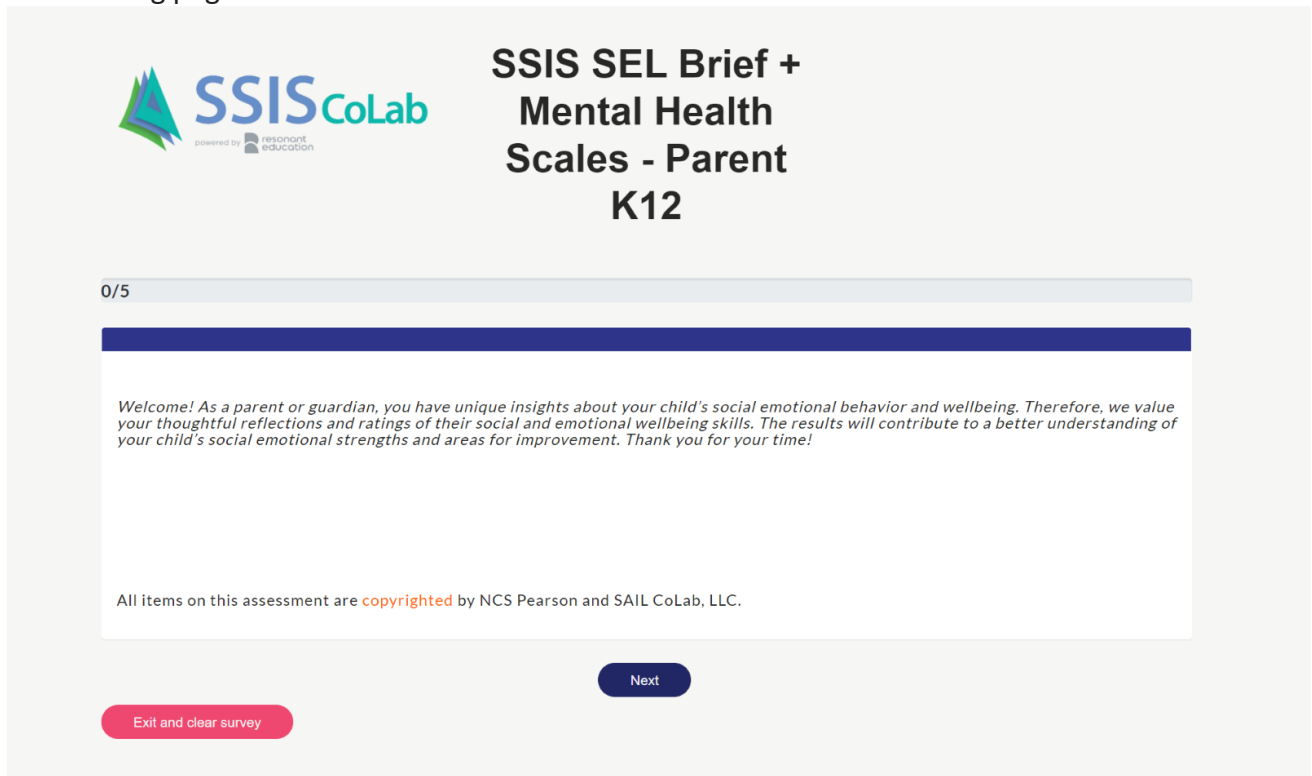 SSIS CoLab
powered by resonant
education
SSIS SEL Brief +
Mental Health
Scales - Parent
K12
0/5
Welcome! As a parent or guardian, you have unique insights about your child's social emotional behavior and wellbeing. Therefore, we value
your thoughtful reflections and ratings of their social and emotional wellbeing skills. The results will contribute to a better understanding of
your child's social emotional strengths and areas for improvement. Thank you for your time!
All items on this assessment are copyrighted by NCS Pearson and SAIL CoLab, LLC.
Next
Exit and clear survey